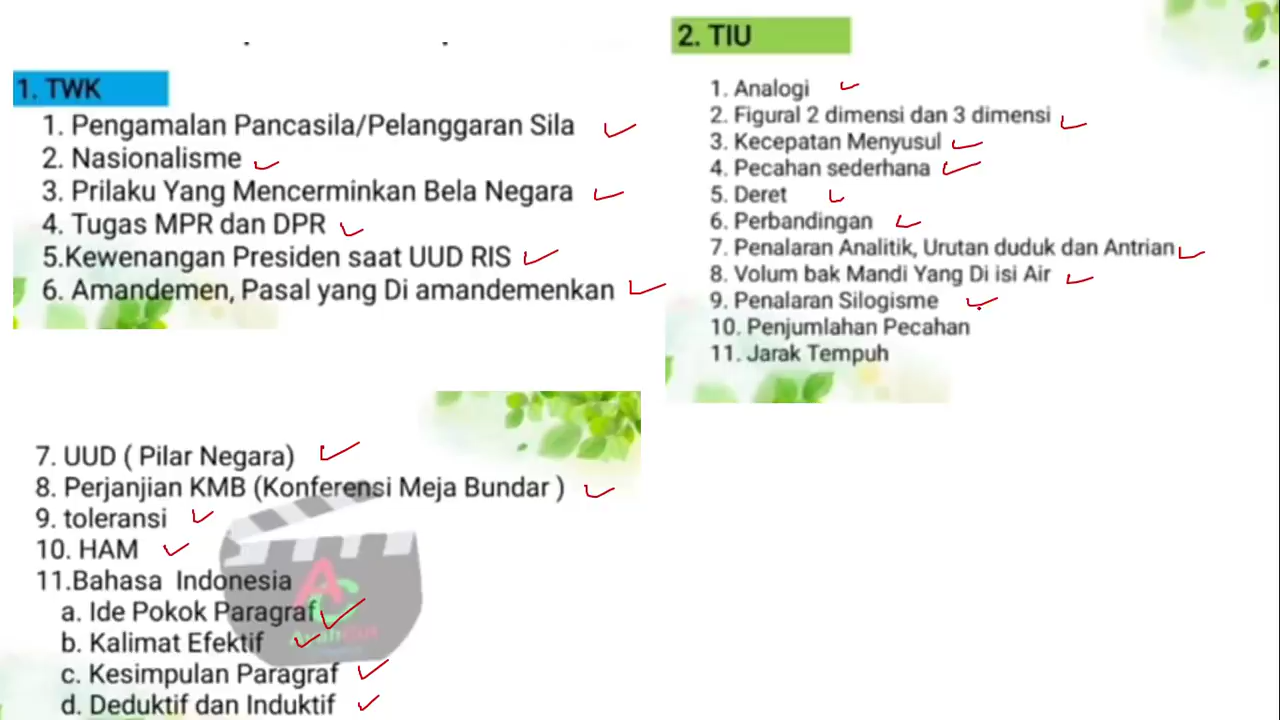 1. TWK
1. Pengamalan Pancasila/Pelanggaran Sila
2. Nasionalisme
3. Prilaku Yang Mencerminkan Bela Negara
4. Tugas MPR dan DPR
5.Kewenangan Presiden saat UUD RIS
6. Amandemen, Pasal yang Di amandemenkan
7. UUD ( Pilar Negara)
8. Perjanjian KMB (Konferensi Meja Bundar )
9. toleransi
10. HAM
11.Bahasa Indonesia
a. Ide Pokok Paragraf
b. Kalimat Efektif
c. Kesimpulan Paragraf
d. Deduktif dan Induktif
2. TIU
1. Analogi
2. Figural 2 dimensi dan 3 dimensi
3. Kecepatan Menyusul
4. Pecahan sederhana
5. Deret
6. Perbandingan
7. Penalaran Analitik, Urutan duduk dan Antrian
8. Volum bak Mandi Yang Di isi Air
9. Penalaran Silogisme
10. Penjumlahan Pecahan
11. Jarak Tempuh